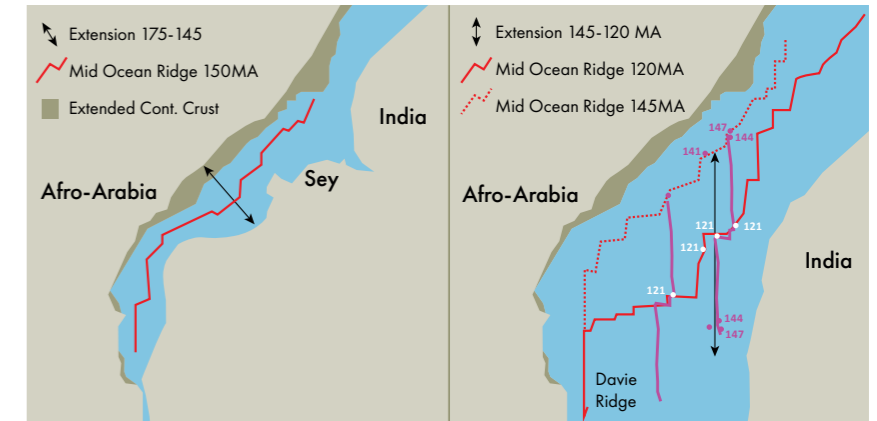 Extension 175-145
Mid Ocean Ridge 150MA
Extended Cont. Crust
India
Sey
Afro-Arabia
Extension 145-120 MA
Mid Ocean Ridge 120MA
Mid Ocean Ridge 145MA
147
144
141
Afro-Arabia
121
121
121
India
121
144
147
Davie
Ridge